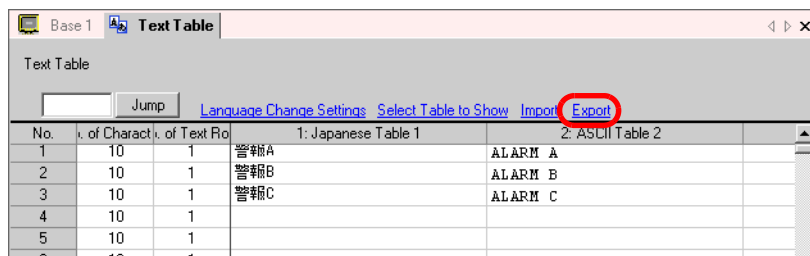 Base 1 Text Table
Text Table
Jump Language Change Settings Select Table to Show Import Export
No. . of Charact . of Text Ro 1: Japanese Table 1 2: ASCII Table 2
1 10 1 警報A ALARM A
2 10 1 警報B ALARM B
3 10 1 警報C ALARM C
4 10 1
5 10 1